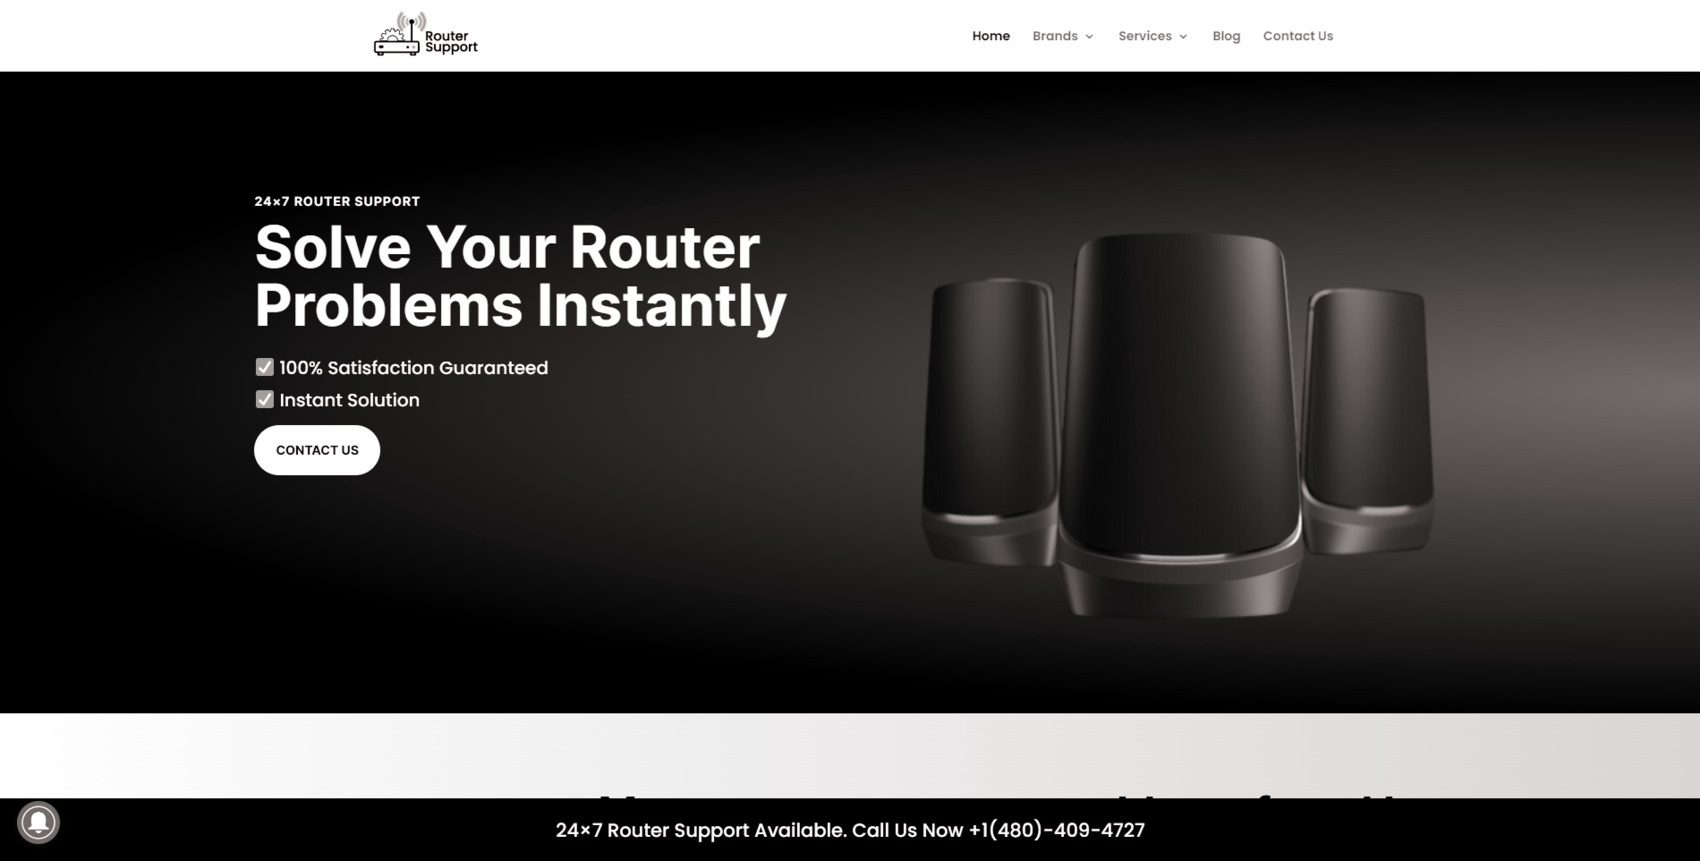 Router
Support
Home
Brands
Services
Blog
Contact Us
24×7 ROUTER SUPPORT
Solve Your Router
Problems Instantly
100% Satisfaction Guaranteed
Instant Solution
CONTACT US
24×7 Router Support Available. Call Us Now +1(480)-409-4727